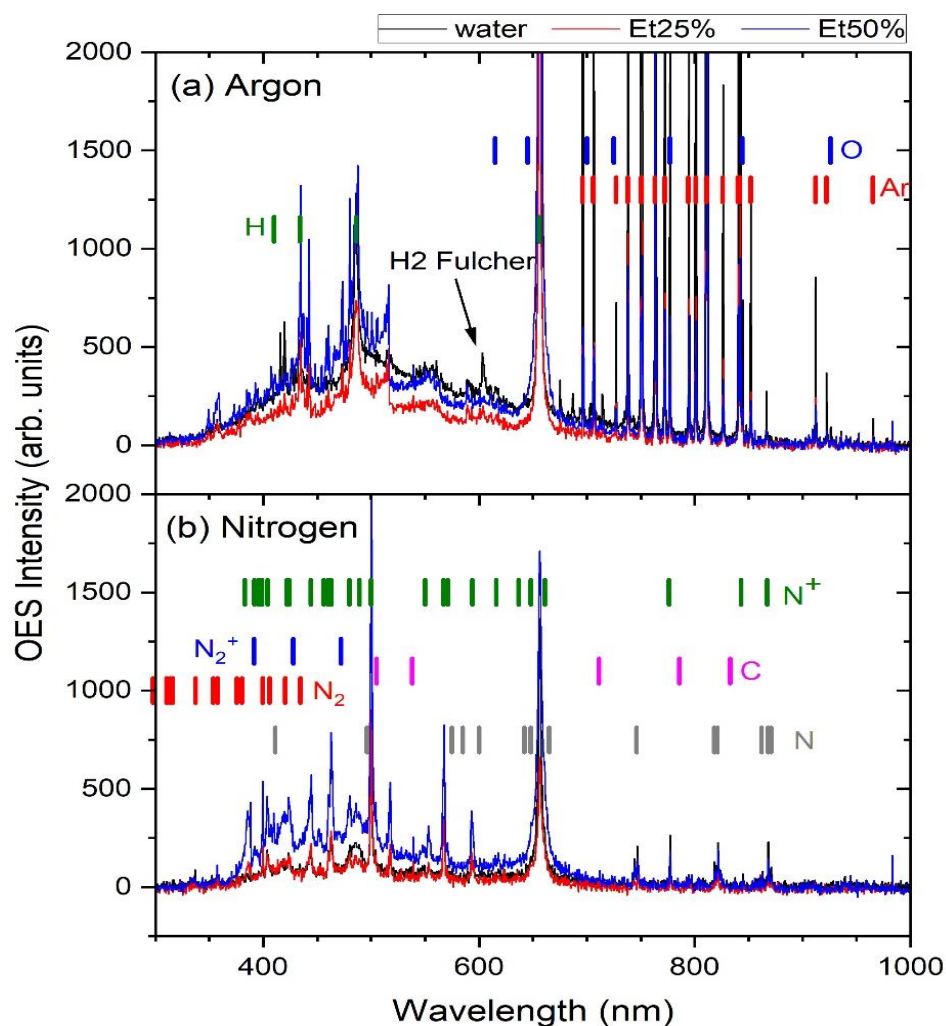 water Et25% Et50%
2000
(a) Argon
1500
O
Ar
1000
H
H2 Fulcher
500
0
2000
(b) Nitrogen
1500
N⁺
N₂⁺
C
1000
N₂
N
500
0
400 600 800 1000
Wavelength (nm)
OES Intensity (arb. units)